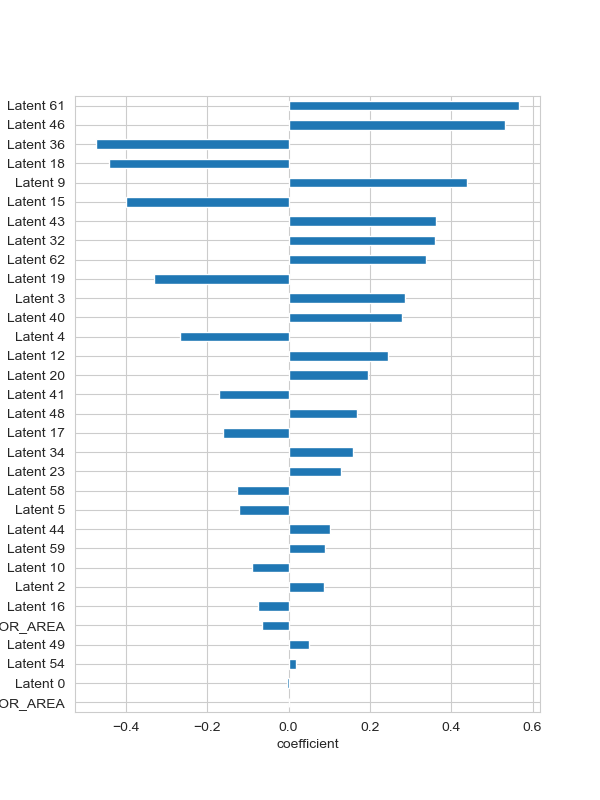 Latent 61
Latent 46
Latent 36
Latent 18
Latent 9
Latent 15
Latent 43
Latent 32
Latent 62
Latent 19
Latent 3
Latent 40
Latent 4
Latent 12
Latent 20
Latent 41
Latent 48
Latent 17
Latent 34
Latent 23
Latent 58
Latent 5
Latent 44
Latent 59
Latent 10
Latent 2
Latent 16
OR_AREA
Latent 49
Latent 54
Latent 0
OR_AREA
−0.4 −0.2 0.0 0.2 0.4 0.6
coefficient